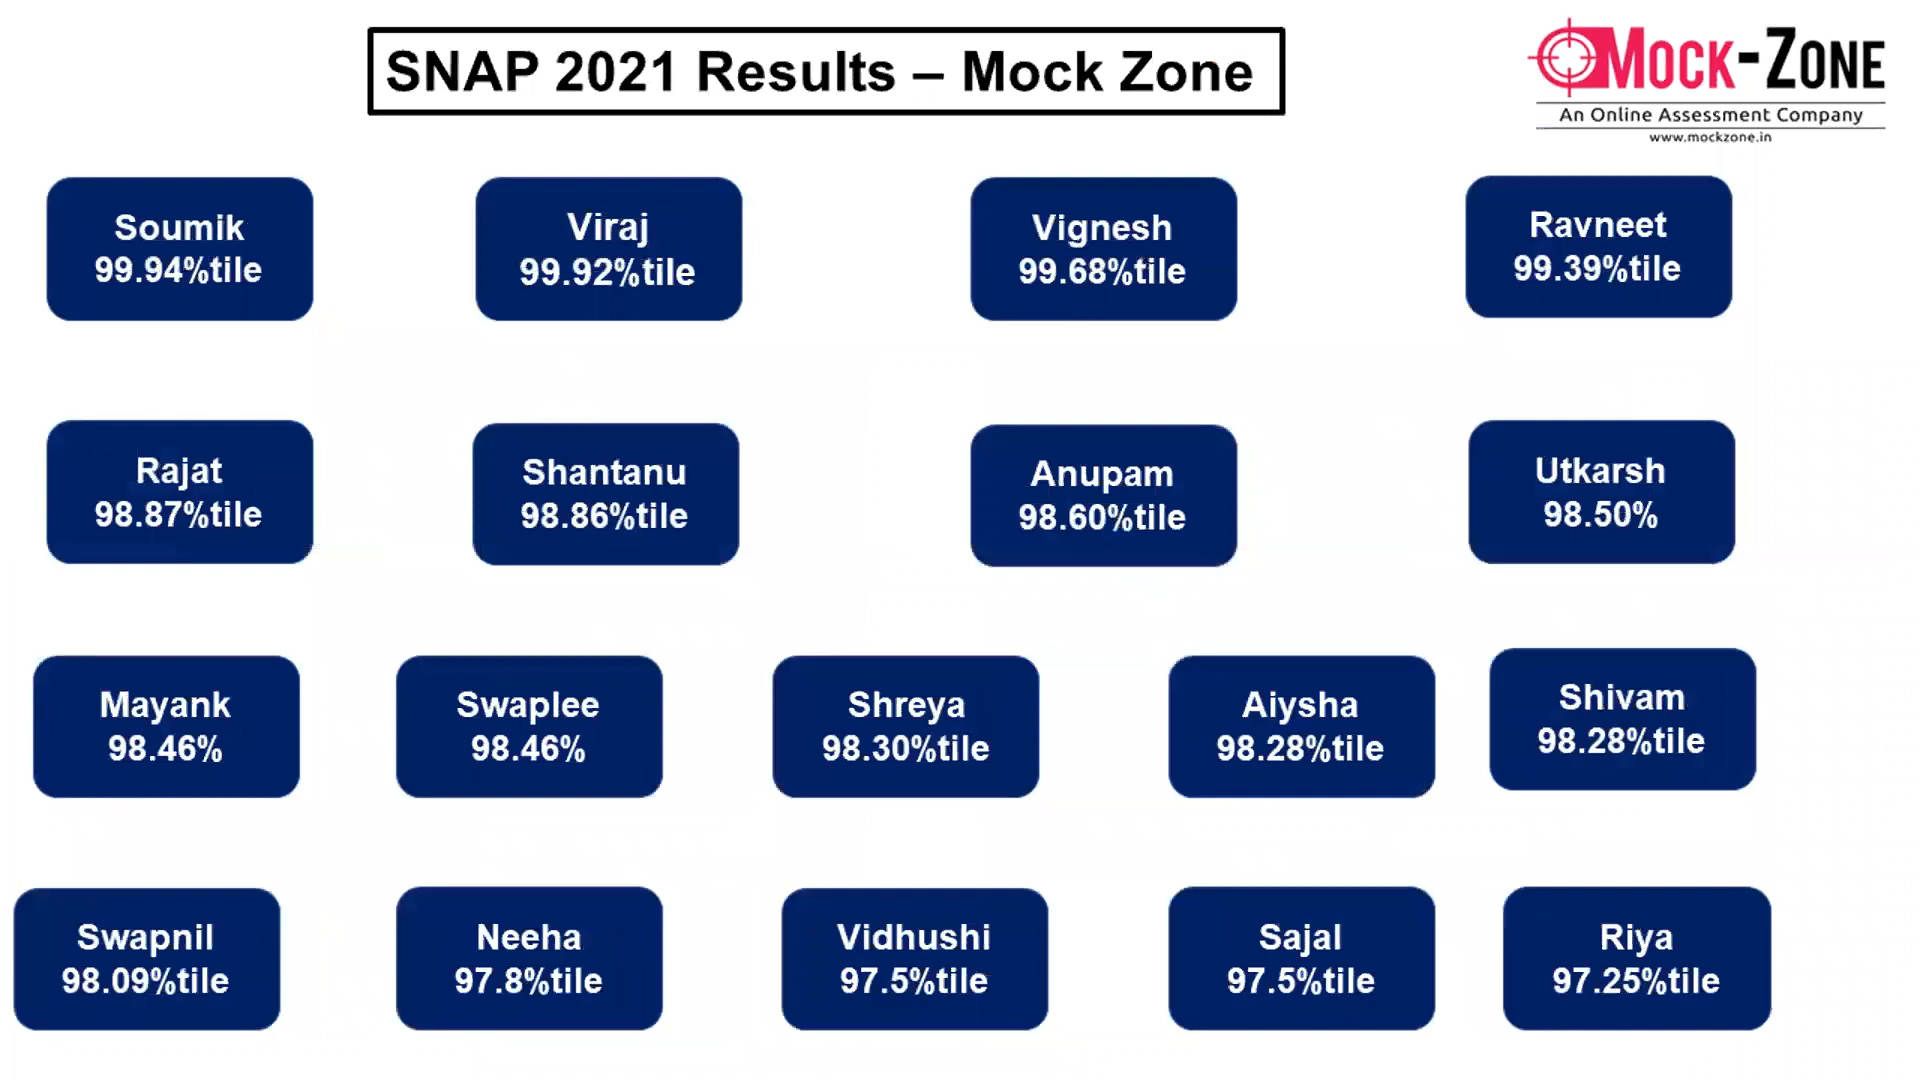 SNAP 2021 Results – Mock Zone
MOCK-ZONE
An Online Assessment Company
www.mockzone.in
Soumik
99.94%tile
Viraj
99.92%tile
Vignesh
99.68%tile
Ravneet
99.39%tile
Rajat
98.87%tile
Shantanu
98.86%tile
Anupam
98.60%tile
Utkarsh
98.50%
Mayank
98.46%
Swaplee
98.46%
Shreya
98.30%tile
Aiysha
98.28%tile
Shivam
98.28%tile
Swapnil
98.09%tile
Neeha
97.8%tile
Vidhushi
97.5%tile
Sajal
97.5%tile
Riya
97.25%tile